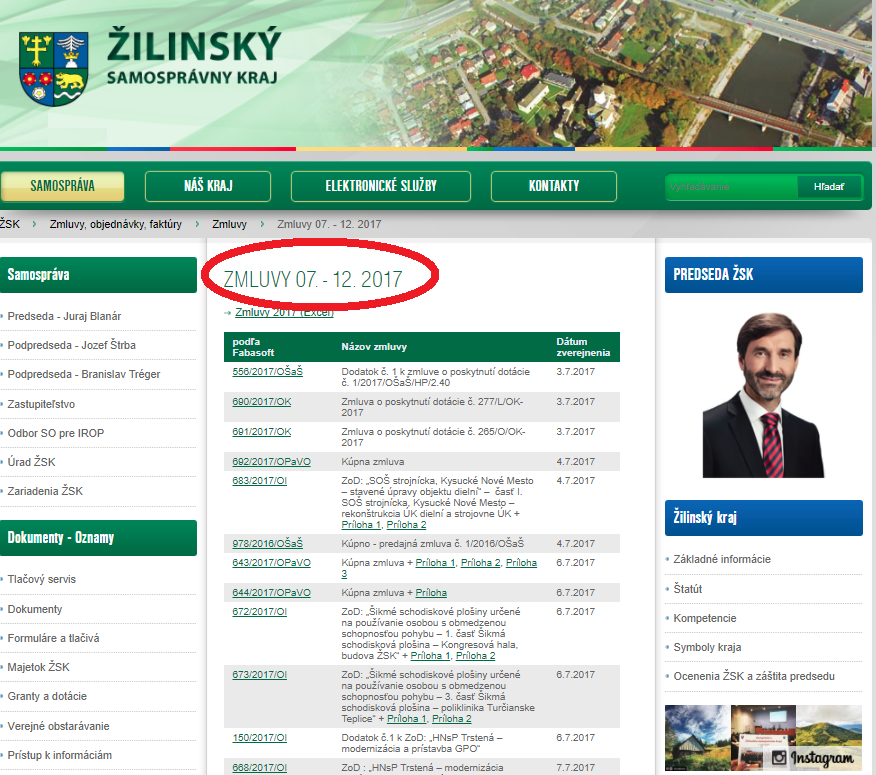 ŽILINSKÝ
SAMOSPRÁVNY KRAJ
SAMOSPRÁVA
NÁŠ KRAJ
ELEKTRONICKÉ SLUŽBY
KONTAKTY
Vyhľadávanie
Hľadať
ŽSK › Zmluvy, objednávky, faktúry › Zmluvy › Zmluvy 07. - 12. 2017
Samospráva
Predseda - Juraj Blanár
Podpredseda - Jozef Štrba
Podpredseda - Branislav Tréger
Zastupiteľstvo
Odbor SO pre IROP
Úrad ŽSK
Zariadenia ŽSK
Dokumenty - Oznamy
Tlačový servis
Dokumenty
Formuláre a tlačivá
Majetok ŽSK
Granty a dotácie
Verejné obstarávanie
Prístup k informáciám
ZMLUVY 07. - 12. 2017
→ Zmluvy 2017 (Excel)
podľa
Fabasoft
Názov zmluvy
Dátum
zverejnenia
556/2017/OŠaŠ
Dodatok č. 1 k zmluve o poskytnutí dotácie
č. 1/2017/OŠaŠ/HP/2.40
3.7.2017
690/2017/OK
Zmluva o poskytnutí dotácie č. 277/L/OK-
2017
3.7.2017
691/2017/OK
Zmluva o poskytnutí dotácie č. 265/O/OK-
2017
3.7.2017
692/2017/OPaVO
Kúpna zmluva
4.7.2017
683/2017/OI
ZoD: „SOŠ strojnícka, Kysucké Nové Mesto
– stavené úpravy objektu dielní“ – časť I.
SOŠ strojnícka, Kysucké Nové Mesto –
rekonštrukcia ÚK dielní a strojovne ÚK +
Príloha 1, Príloha 2
4.7.2017
978/2016/OŠaŠ
Kúpno - predajná zmluva č. 1/2016/OŠaŠ
4.7.2017
643/2017/OPaVO
Kúpna zmluva + Príloha 1, Príloha 2, Príloha
3
6.7.2017
644/2017/OPaVO
Kúpna zmluva + Príloha
6.7.2017
672/2017/OI
ZoD: „Šikmé schodiskové plošiny určené
na používanie osobou s obmedzenou
schopnosťou pohybu – 1. časť Šikmá
schodisková plošina – Kongresová hala,
budova ŽSK“ + Príloha 1, Príloha 2
6.7.2017
673/2017/OI
ZoD: „Šikmé schodiskové plošiny určené
na používanie osobou s obmedzenou
schopnosťou pohybu – 3. časť Šikmá
schodisková plošina – poliklinika Turčianske
Teplice“ + Príloha 1, Príloha 2
6.7.2017
150/2017/OI
Dodatok č.1 k ZoD: „HNsP Trstená –
modernizácia a prístavba GPO“
6.7.2017
668/2017/OI
ZoD : „HNsP Trstená – modernizácia
7.7.2017
PREDSEDA ŽSK
Žilinský kraj
Základné informácie
Štatút
Kompetencie
Symboly kraja
Ocenenia ŽSK a záštita predsedu
Instagram